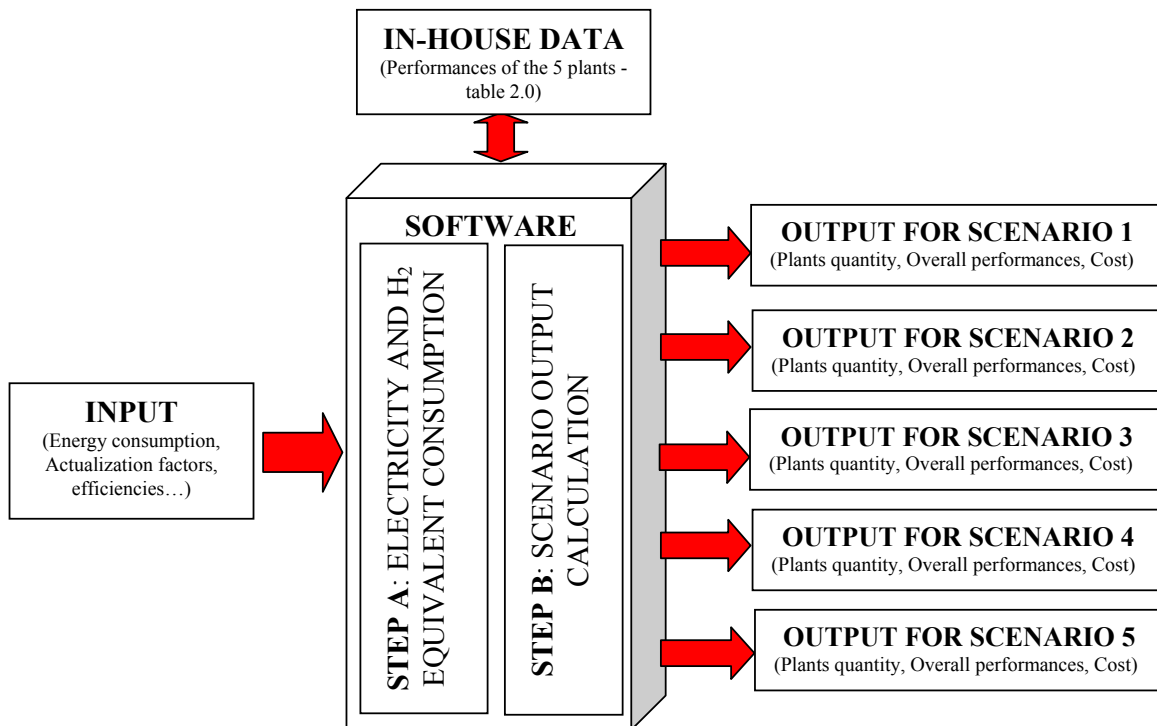 IN-HOUSE DATA
(Performances of the 5 plants -
table 2.0)
SOFTWARE
STEP A: ELECTRICITY AND H₂
EQUIVALENT CONSUMPTION
STEP B: SCENARIO OUTPUT
CALCULATION
INPUT
(Energy consumption,
Actualization factors,
efficiencies…)
OUTPUT FOR SCENARIO 1
(Plants quantity, Overall performances, Cost)
OUTPUT FOR SCENARIO 2
(Plants quantity, Overall performances, Cost)
OUTPUT FOR SCENARIO 3
(Plants quantity, Overall performances, Cost)
OUTPUT FOR SCENARIO 4
(Plants quantity, Overall performances, Cost)
OUTPUT FOR SCENARIO 5
(Plants quantity, Overall performances, Cost)